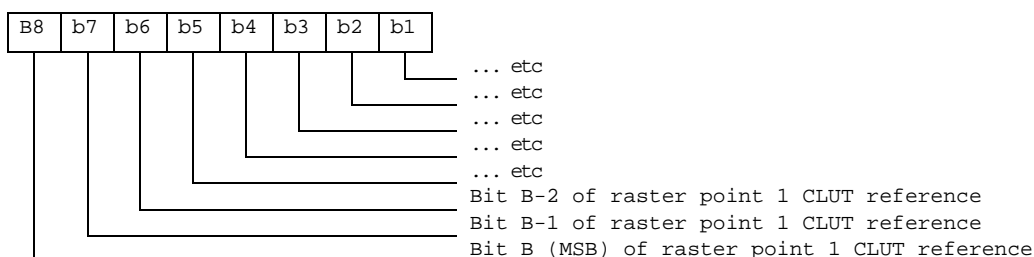 B8 b7 b6 b5 b4 b3 b2 b1
... etc
... etc
... etc
... etc
... etc
Bit B-2 of raster point 1 CLUT reference
Bit B-1 of raster point 1 CLUT reference
Bit B (MSB) of raster point 1 CLUT reference